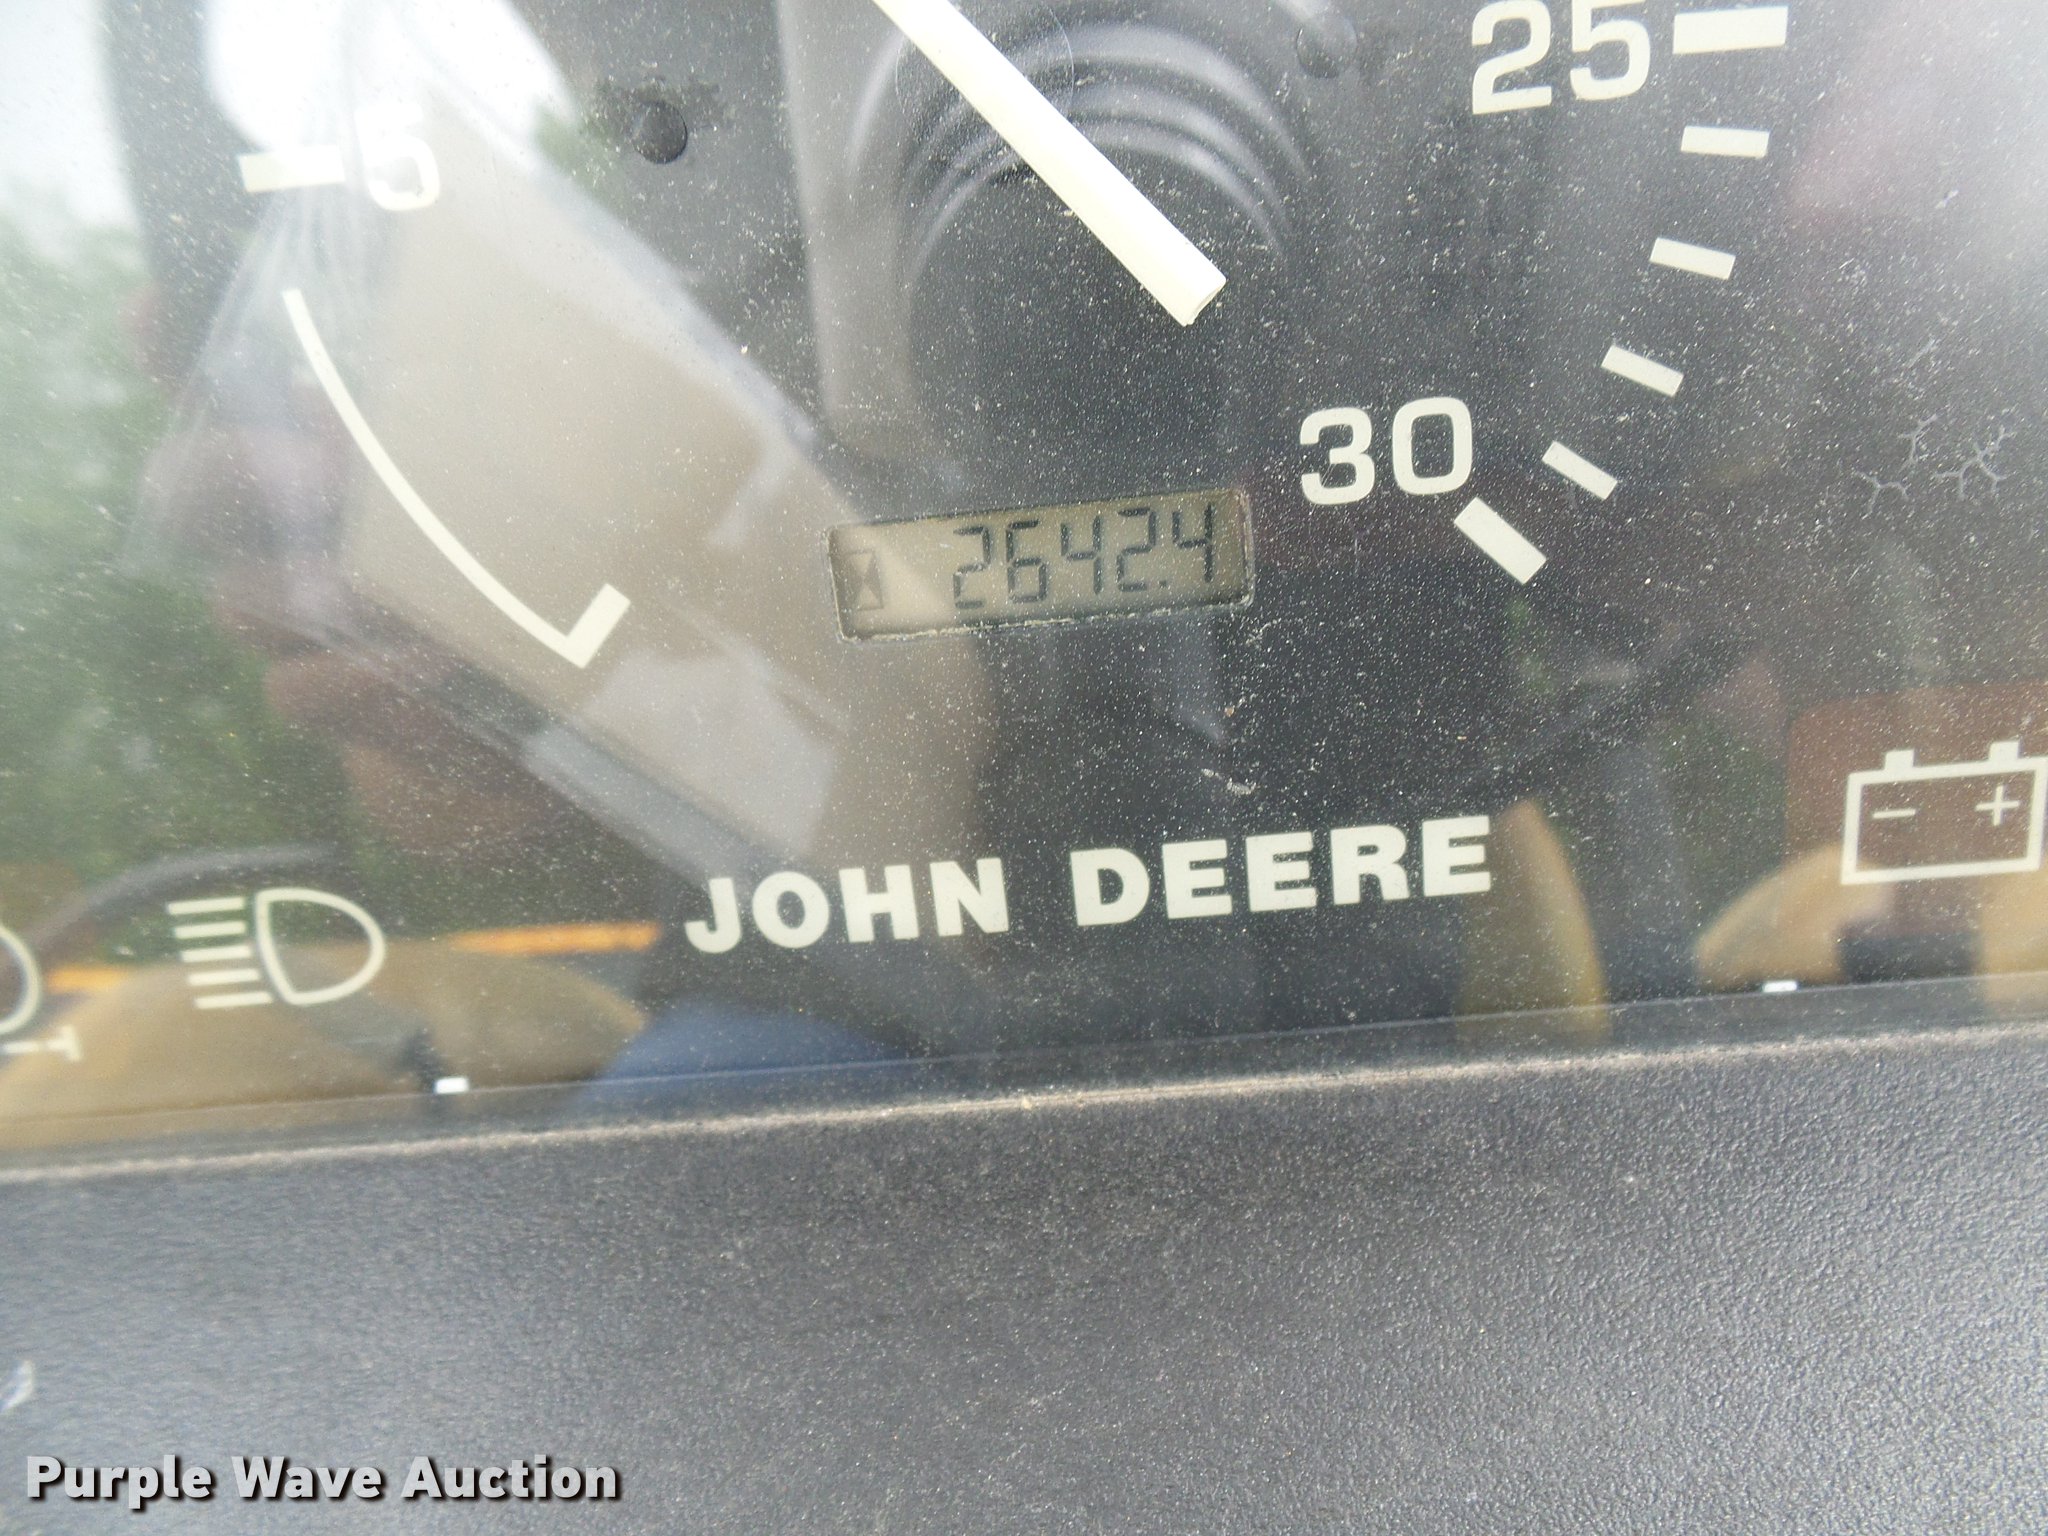 25
5
30
2642.4
JOHN DEERE
- +
T
Purple Wave Auction